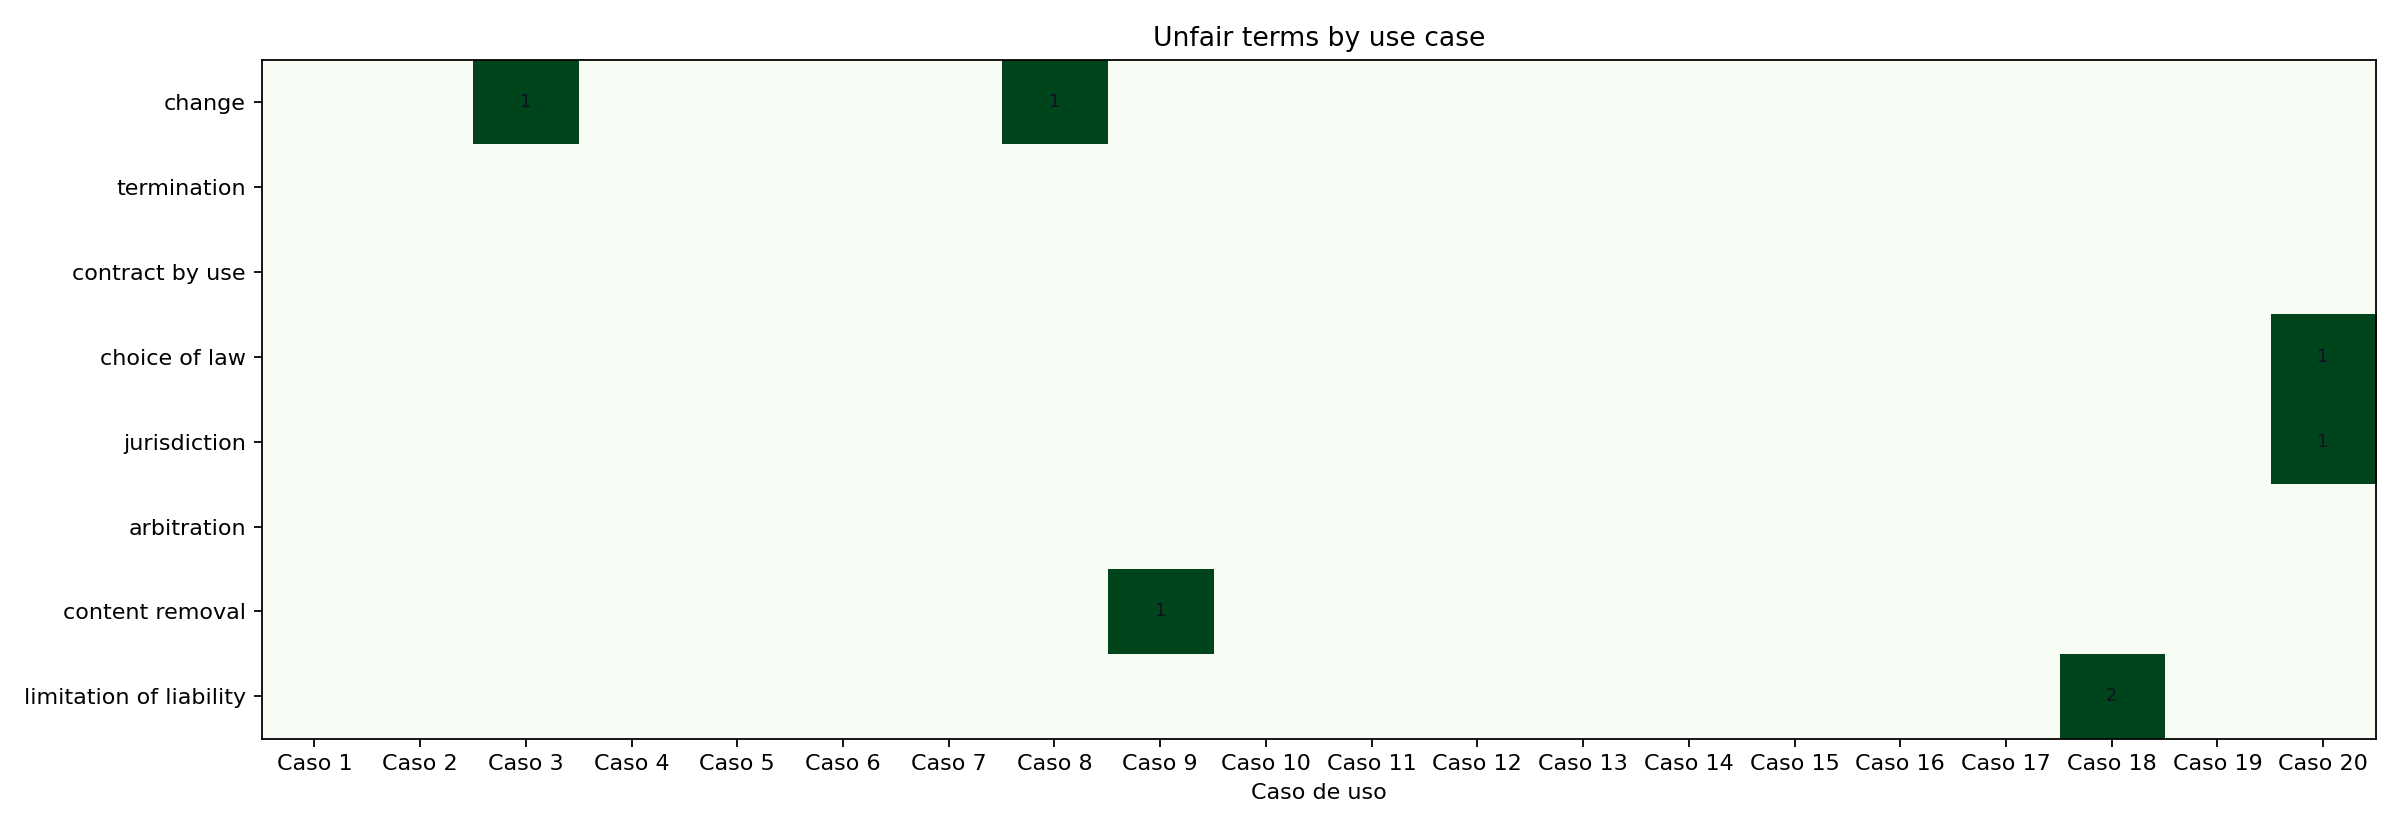 Unfair terms by use case
change
1
1
termination
contract by use
choice of law
1
jurisdiction
1
arbitration
content removal
1
limitation of liability
2
Caso 1 Caso 2 Caso 3 Caso 4 Caso 5 Caso 6 Caso 7 Caso 8 Caso 9 Caso 10 Caso 11 Caso 12 Caso 13 Caso 14 Caso 15 Caso 16 Caso 17 Caso 18 Caso 19 Caso 20
Caso de uso